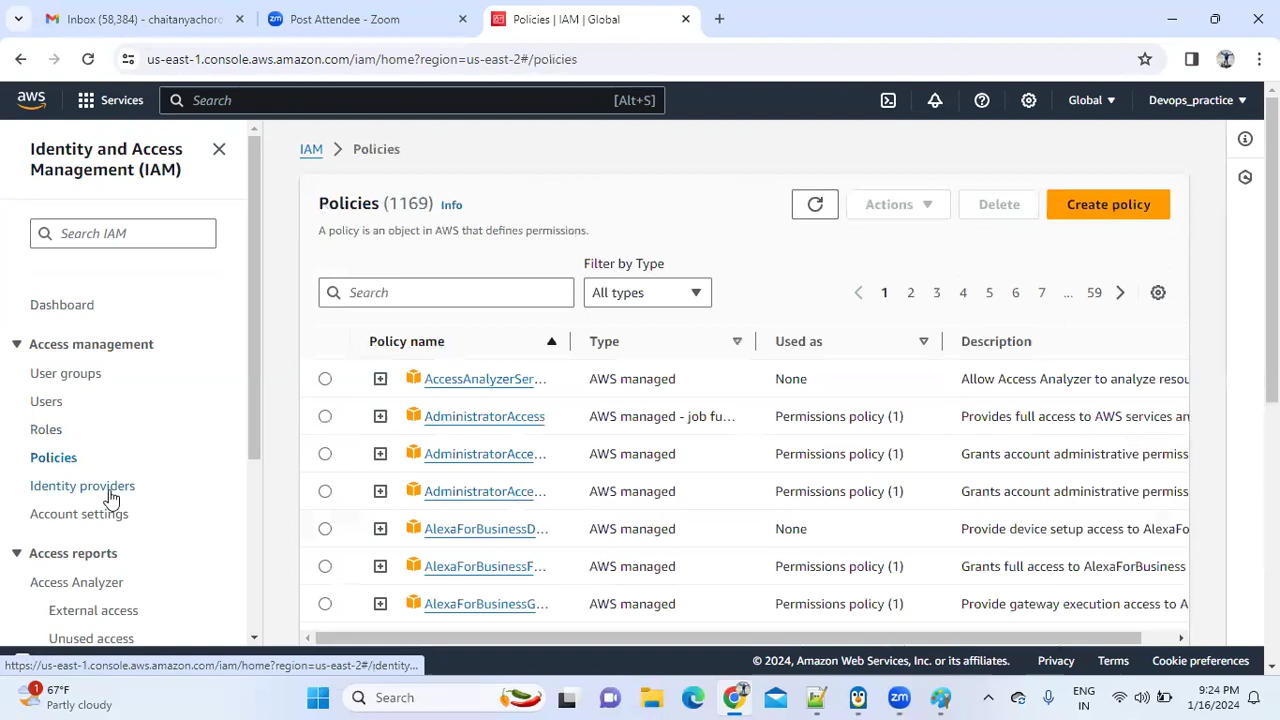 Inbox (58,384) - chaitanyachoro
Post Attendee - Zoom
Policies | IAM | Global
us-east-1.console.aws.amazon.com/iam/home?region=us-east-2#/policies
aws
Services
Search
[Alt+S]
Global
Devops_practice
Identity and Access
Management (IAM)
Search IAM
Dashboard
Access management
User groups
Users
Roles
Policies
Identity providers
Account settings
Access reports
Access Analyzer
External access
Unused access
IAM
Policies
Policies (1169) Info
A policy is an object in AWS that defines permissions.
Actions
Delete
Create policy
Filter by Type
Search
All types
1 2 3 4 5 6 7 ... 59
Policy name Type Used as Description
AccessAnalyzerSer... AWS managed None Allow Access Analyzer to analyze resou
AdministratorAccess AWS managed - job fu... Permissions policy (1) Provides full access to AWS services an
AdministratorAcce... AWS managed Permissions policy (1) Grants account administrative permis
AdministratorAcce... AWS managed Permissions policy (1) Grants account administrative permis
AlexaForBusinessD... AWS managed None Provide device setup access to AlexaFo
AlexaForBusinessF... AWS managed Permissions policy (1) Grants full access to AlexaForBusiness
AlexaForBusinessG... AWS managed Permissions policy (1) Provide gateway execution access to A
https://us-east-1.console.aws.amazon.com/iam/home?region=us-east-2#/identity...
© 2024, Amazon Web Services, Inc. or its affiliates.
Privacy
Terms
Cookie preferences
1
67°F
Partly cloudy
Search
zm
ENG
IN
9:24 PM
1/16/2024